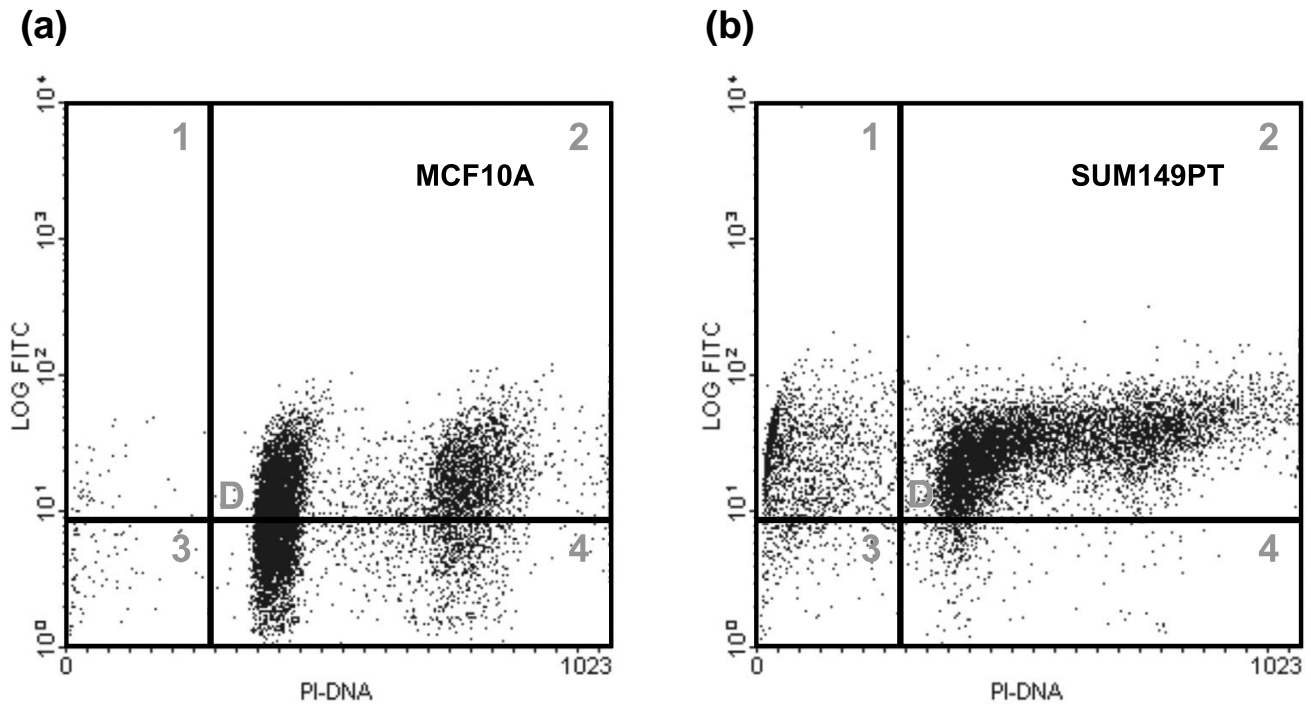 (a)
(b)
10⁴
1
2
MCF10A
10³
LOG FITC
10²
D
10¹
3
4
10⁰
0
1023
PI-DNA
10⁴
1
2
SUM149PT
10³
LOG FITC
10²
D
10¹
3
4
10⁰
0
1023
PI-DNA